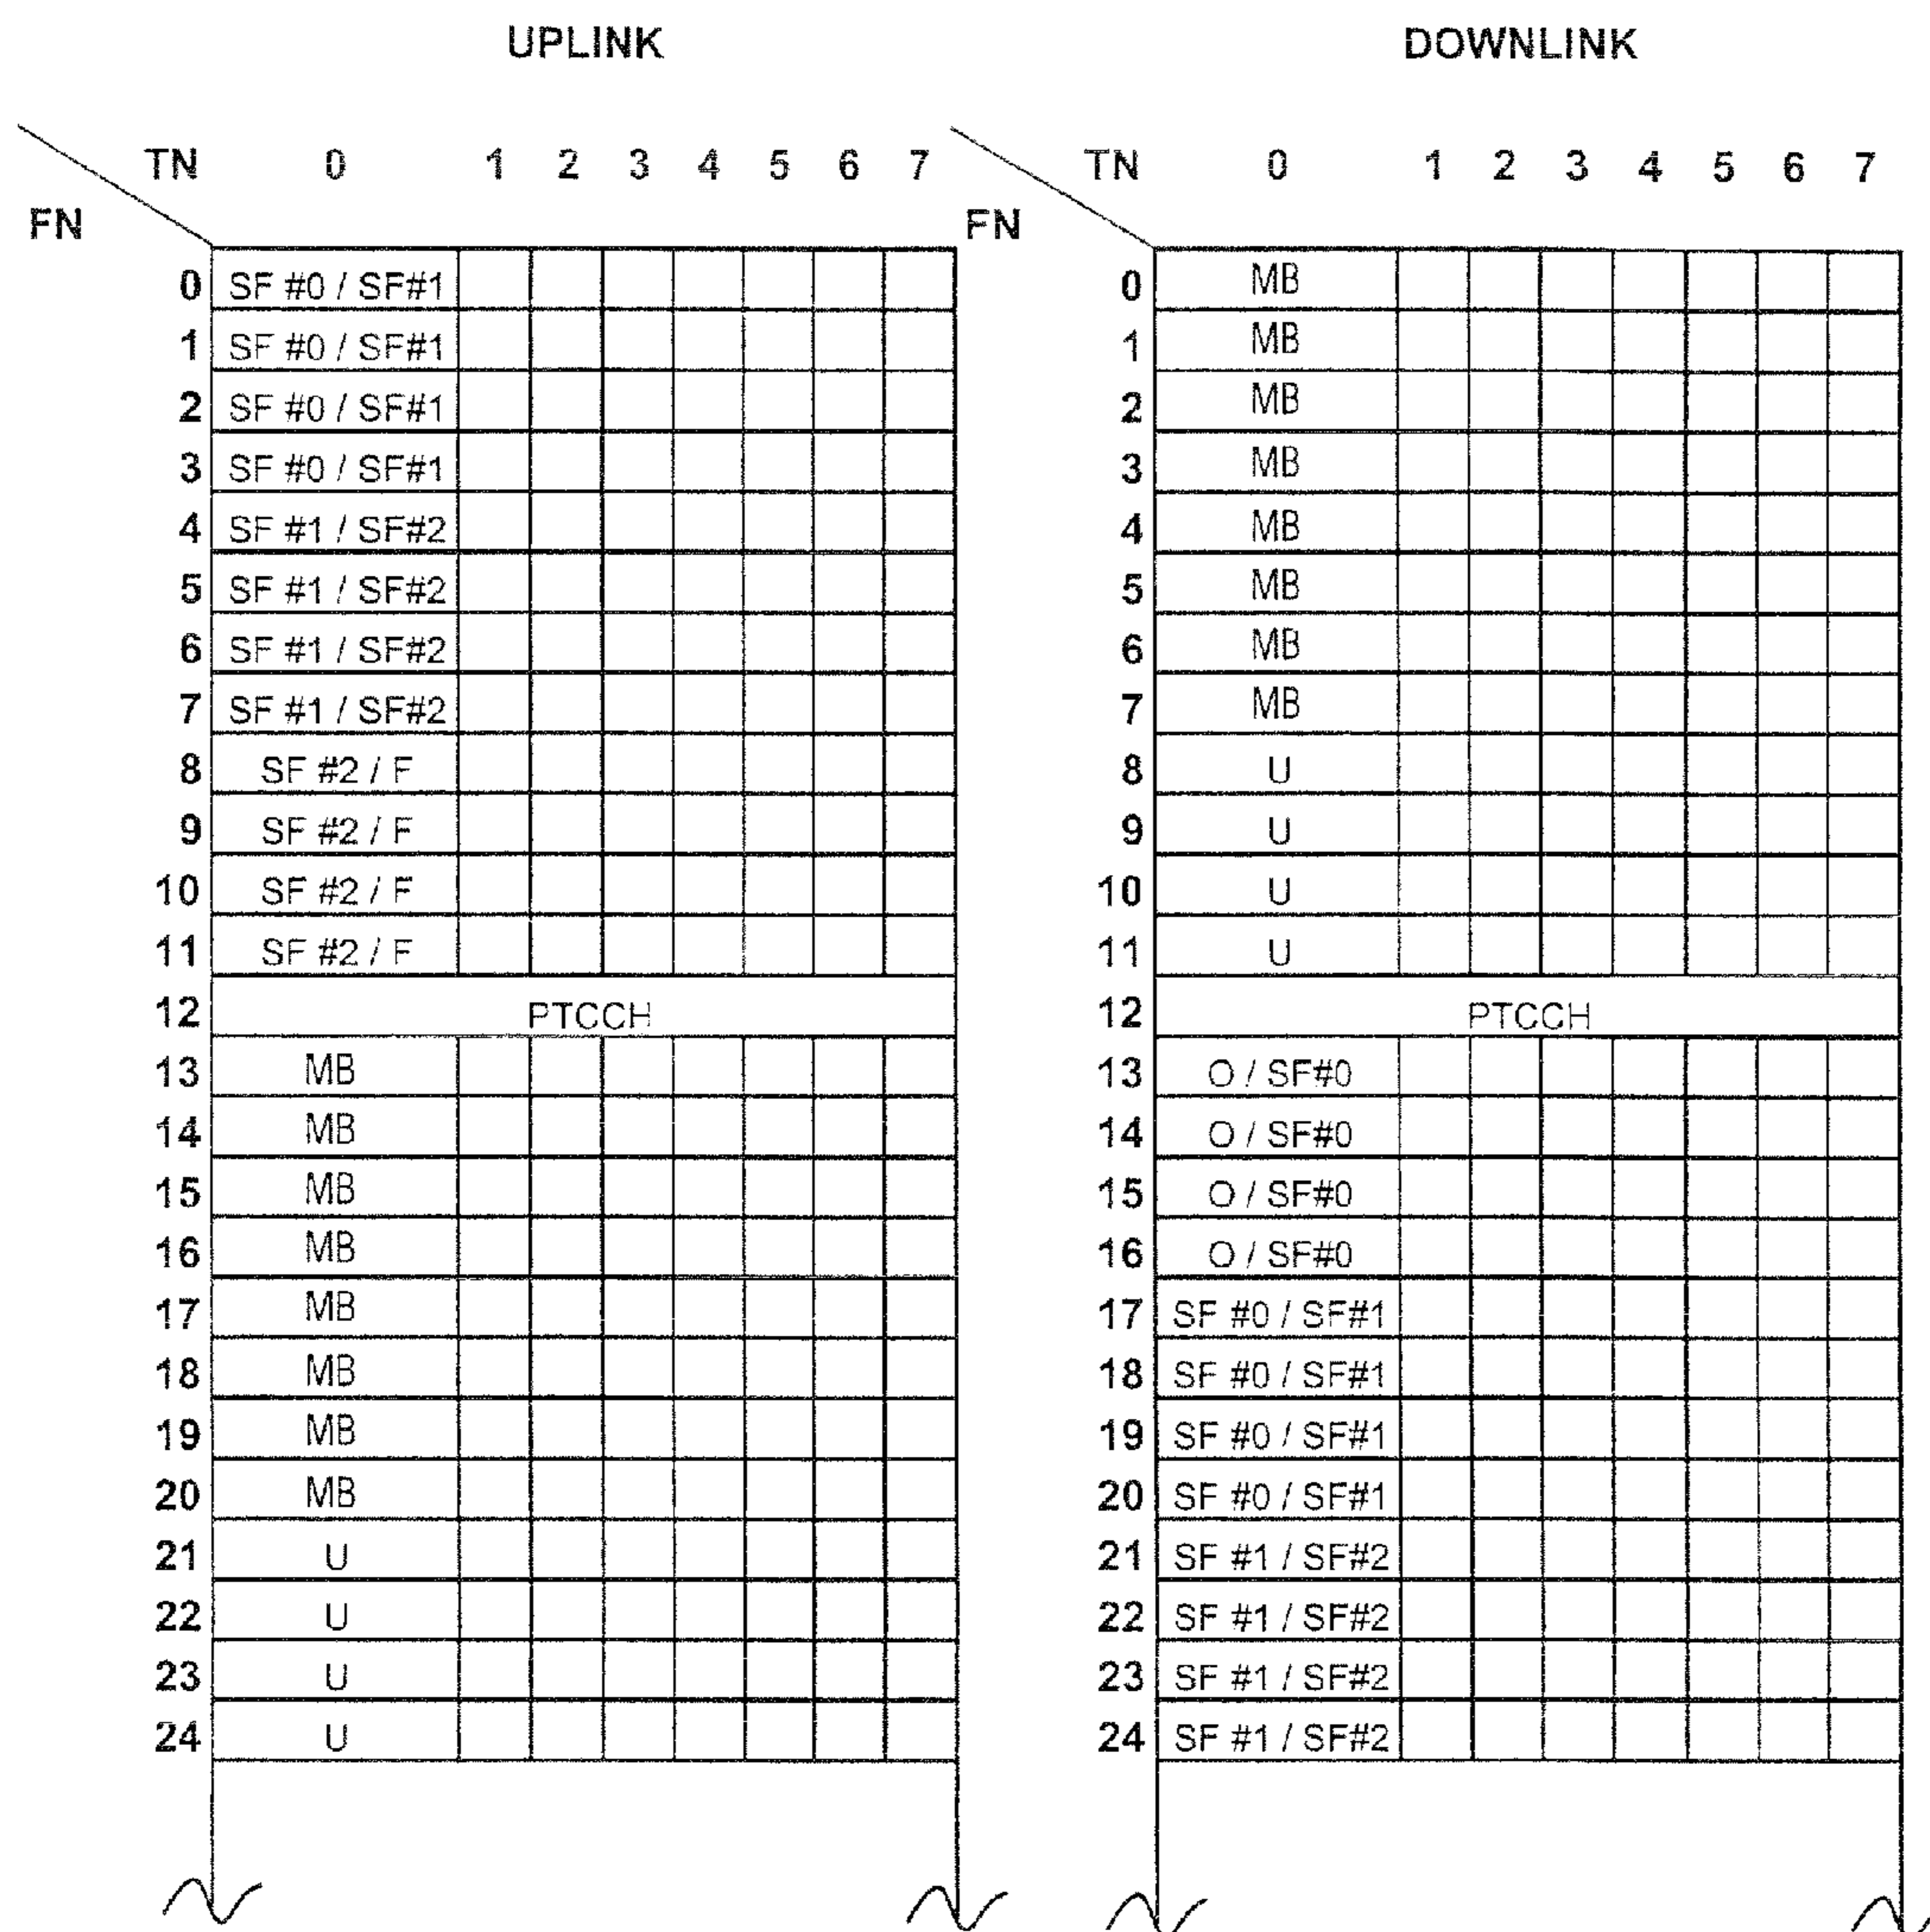 UPLINK DOWNLINK
TN 0 1 2 3 4 5 6 7 TN 0 1 2 3 4 5 6 7
FN FN
0 SF #0 / SF#1 0 MB
1 SF #0 / SF#1 1 MB
2 SF #0 / SF#1 2 MB
3 SF #0 / SF#1 3 MB
4 SF #1 / SF#2 4 MB
5 SF #1 / SF#2 5 MB
6 SF #1 / SF#2 6 MB
7 SF #1 / SF#2 7 MB
8 SF #2 / F 8 U
9 SF #2 / F 9 U
10 SF #2 / F 10 U
11 SF #2 / F 11 U
12 PTCCH 12 PTCCH
13 MB 13 O / SF#0
14 MB 14 O / SF#0
15 MB 15 O / SF#0
16 MB 16 O / SF#0
17 MB 17 SF #0 / SF#1
18 MB 18 SF #0 / SF#1
19 MB 19 SF #0 / SF#1
20 MB 20 SF #0 / SF#1
21 U 21 SF #1 / SF#2
22 U 22 SF #1 / SF#2
23 U 23 SF #1 / SF#2
24 U 24 SF #1 / SF#2